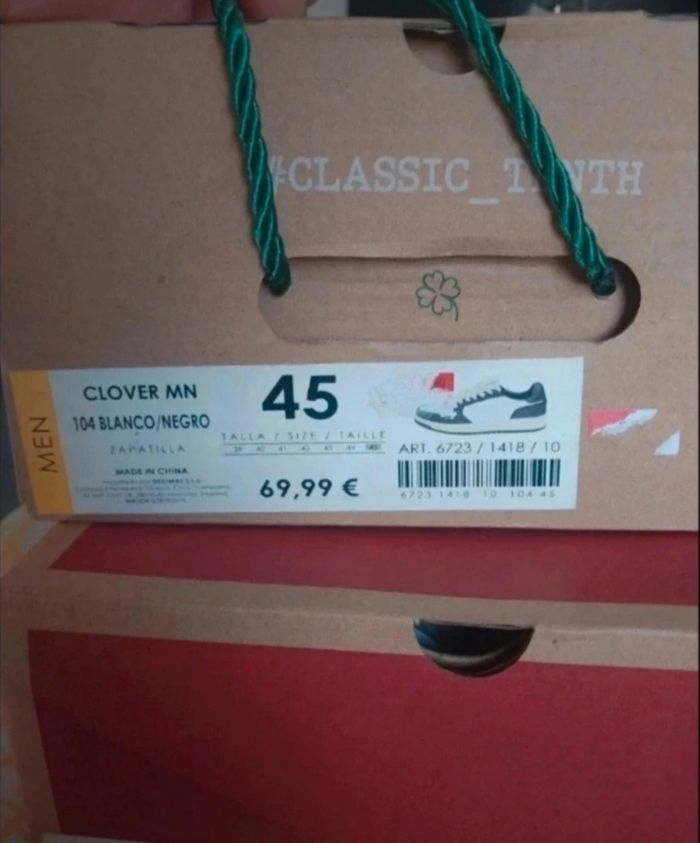 #CLASSIC_T NTH
MEN
CLOVER MN
104 BLANCO/NEGRO
ZAPATILLA
MADE IN CHINA
45
TALLA / SIZE / TAILLE
39 40 41 42 43 44 45
69,99 €
ART. 6723 / 1418 / 10
6723 1418 10 104 45